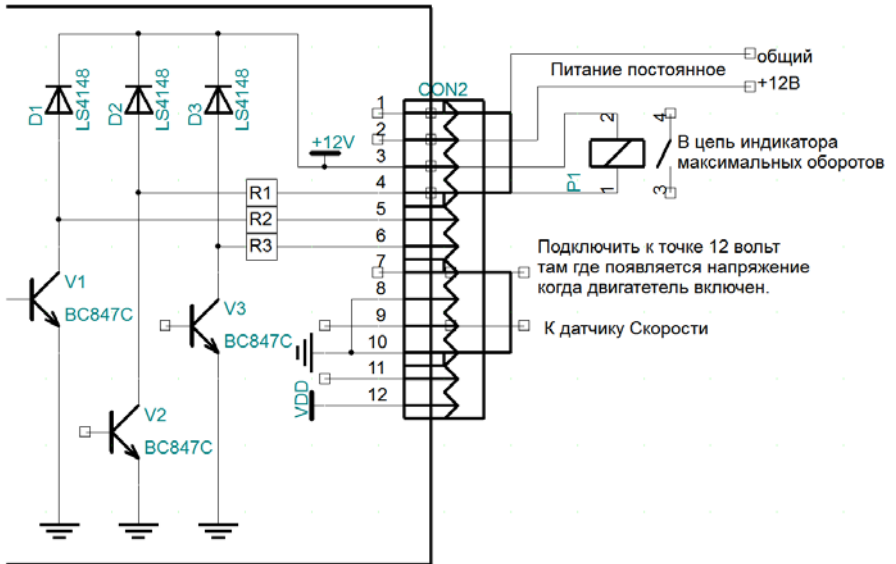 D1
LS4148
D2
LS4148
D3
LS4148
+12V
CON2
1
2
3
4
5
6
7
8
9
10
11
12
R1
R2
R3
V1
BC847C
V2
BC847C
V3
BC847C
VDD
общий
Питание постоянное
+12В
2
1
P1
4
3
В цепь индикатора
максимальных оборотов
Подключить к точке 12 вольт
там где появляется напряжение
когда двигатетель включен.
К датчику Скорости